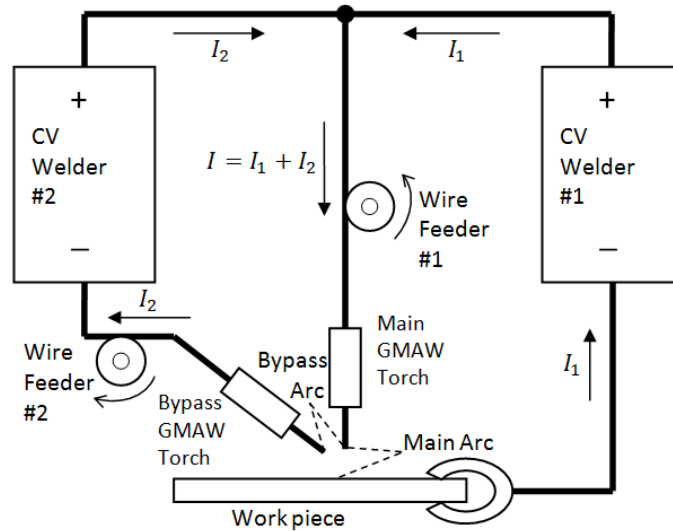 I₂
I₁
+
CV
Welder
#2
−
+
CV
Welder
#1
−
I = I₁ + I₂
Wire
Feeder
#1
I₂
Wire
Feeder
#2
Bypass
GMAW
Torch
Bypass
Arc
Main
GMAW
Torch
I₁
Main Arc
Work piece